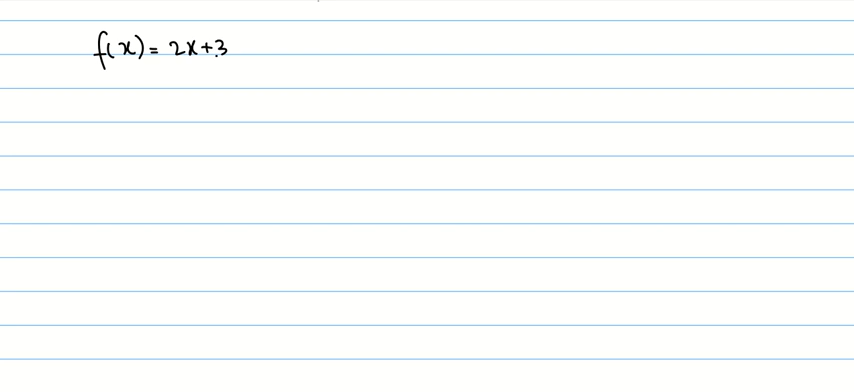 f(x) = 2x+3